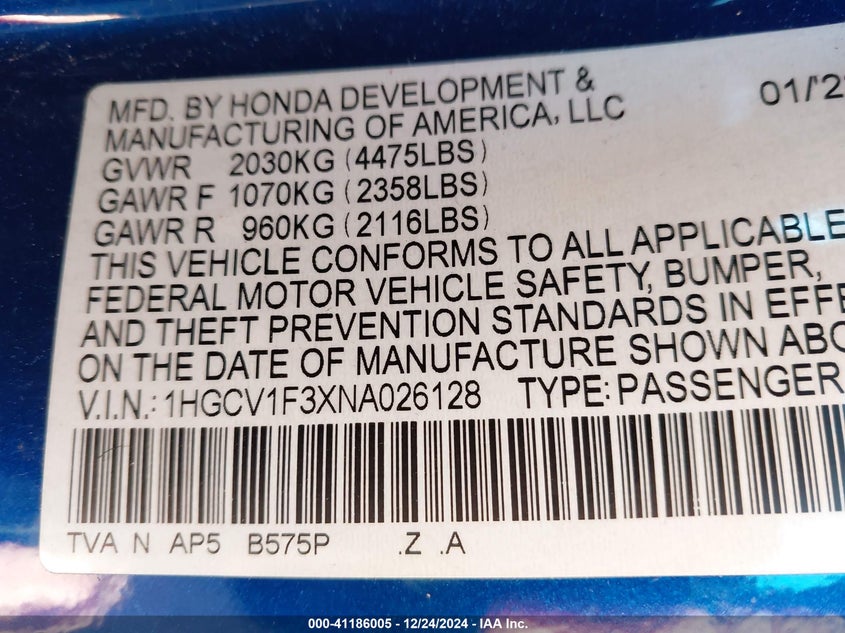 MFD. BY HONDA DEVELOPMENT &
MANUFACTURING OF AMERICA, LLC
01/'2
GVWR 2030KG (4475LBS)
GAWR F 1070KG (2358LBS)
GAWR R 960KG (2116LBS)
THIS VEHICLE CONFORMS TO ALL APPLICABLE
FEDERAL MOTOR VEHICLE SAFETY, BUMPER,
AND THEFT PREVENTION STANDARDS IN EFFE
ON THE DATE OF MANUFACTURE SHOWN ABO
V.I.N.: 1HGCV1F3XNA026128 TYPE: PASSENGER
TVA N AP5 B575P .Z .A
000-41186005 - 12/24/2024 - IAA Inc.